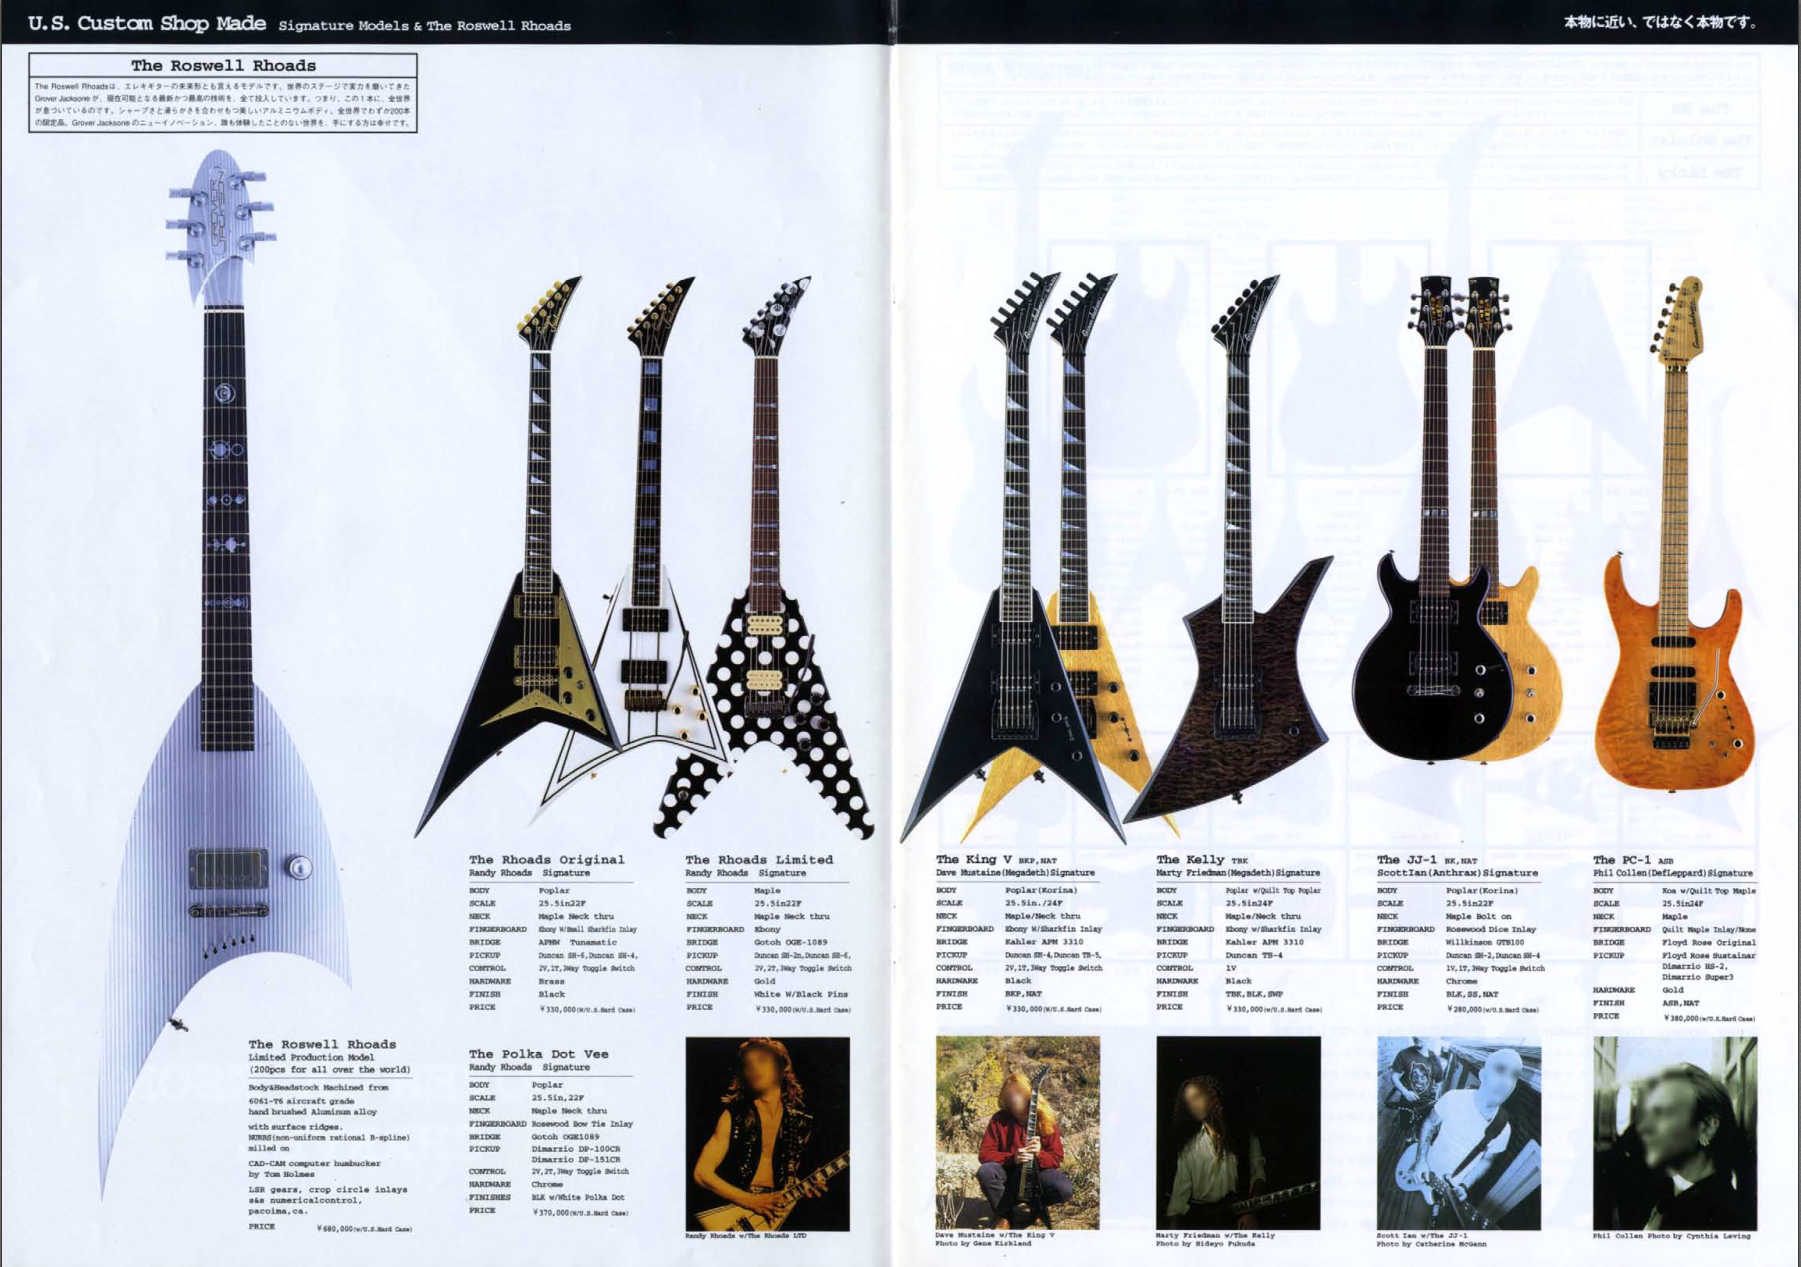 U.S. Custom Shop Made Signature Models & The Roswell Rhoads
本物に近い、ではなく本物です。
The Roswell Rhoads
The Roswell Rhoadsは、エレキギターの未来形とも言えるモデルです。世界のステージで実力を磨いてきた
Grover Jacksonが、現在可能となる最新かつ最高の技術を、全て投入しています。つまり、この1本に、全世界
が息づいているのです。シャープさと滑らかさを合わせもつ美しいアルミニウムボディ。全世界でわずか200本
の限定品。Grover Jacksonのニューイノベーション、誰も体験したことのない世界を、手にする方は幸せです。
GROVER
JACKSON
The Roswell Rhoads
Limited Production Model
(200pcs for all over the world)
Body&Headstock Machined from
6061-T6 aircraft grade
hand brushed Aluminum alloy
with surface ridges.
NURBS(non-uniform rational B-spline)
milled on
CAD-CAM computer humbucker
by Tom Holmes
LSR gears, crop circle inlays
s&s numericalcontrol,
pacoima,ca.
PRICE ¥680,000(w/U.S.Hard Case)
The Rhoads Original
Randy Rhoads Signature
BODY Poplar
SCALE 25.5in22F
NECK Maple Neck thru
FINGERBOARD Ebony W/Small Sharkfin Inlay
BRIDGE APMW Tunamatic
PICKUP Duncan SH-6,Duncan SH-4,
CONTROL 2V,1T,3Way Toggle Switch
HARDWARE Brass
FINISH Black
PRICE ¥330,000(W/U.S.Hard Case)
The Polka Dot Vee
Randy Rhoads Signature
BODY Poplar
SCALE 25.5in,22F
NECK Maple Neck thru
FINGERBOARD Rosewood Bow Tie Inlay
BRIDGE Gotoh OGE1089
PICKUP Dimarzio DP-100CR
Dimarzio DP-151CR
CONTROL 2V,2T,3Way Toggle Switch
HARDWARE Chrome
FINISHES BLK w/White Polka Dot
PRICE ¥370,000(W/U.S.Hard Case)
The Rhoads Limited
Randy Rhoads Signature
BODY Maple
SCALE 25.5in22F
NECK Maple Neck thru
FINGERBOARD Ebony
BRIDGE Gotoh OGE-1089
PICKUP Duncan SH-2n,Duncan SH-6,
CONTROL 2V,2T,3Way Toggle Switch
HARDWARE Gold
FINISH White W/Black Pins
PRICE ¥330,000(W/U.S.Hard Case)
Randy Rhoads w/The Rhoads LTD
The King V BKP,NAT
Dave Mustaine(Megadeth)Signature
BODY Poplar(Korina)
SCALE 25.5in./24F
NECK Maple/Neck thru
FINGERBOARD Ebony W/Sharkfin Inlay
BRIDGE Kahler APM 3310
PICKUP Duncan SH-4,Duncan TB-5,
CONTROL 2V,1T,3Way Toggle Switch
HARDWARE Black
FINISH BKP,NAT
PRICE ¥330,000(W/U.S.Hard Case)
Dave Mustaine w/The King V
Photo by Gene Kirkland
The Kelly TBK
Marty Friedman(Megadeth)Signature
BODY Poplar w/Quilt Top Poplar
SCALE 25.5in24F
NECK Maple/Neck thru
FINGERBOARD Ebony w/Sharkfin Inlay
BRIDGE Kahler APM 3310
PICKUP Duncan TB-4
CONTROL 1V
HARDWARE Black
FINISH TBK,BLK,SWP
PRICE ¥330,000(w/U.S.Hard Case)
Marty Friedman w/The Kelly
Photo by Hideyo Fukuda
The JJ-1 BK,NAT
ScottIan(Anthrax)Signature
BODY Poplar(Korina)
SCALE 25.5in22F
NECK Maple Bolt on
FINGERBOARD Rosewood Dice Inlay
BRIDGE Willkinson GTB100
PICKUP Duncan SH-2,Duncan SH-4
CONTROL 1V,1T,3Way Toggle Switch
HARDWARE Chrome
FINISH BLK,SS,NAT
PRICE ¥280,000(w/U.S.Hard Case)
Scott Ian w/The JJ-1
Photo by Catherine McGann
The PC-1 ASB
Phil Collen(DefLeppard)Signature
BODY Koa w/Quilt Top Maple
SCALE 25.5in24F
NECK Maple
FINGERBOARD Quilt Maple Inlay/None
BRIDGE Floyd Rose Original
PICKUP Floyd Rose Sustainar
Dimarzio HS-2,
Dimarzio Super3
HARDWARE Gold
FINISH ASB,NAT
PRICE ¥380,000(w/U.S.Hard Case)
Phil Collen Photo by Cynthia Leving